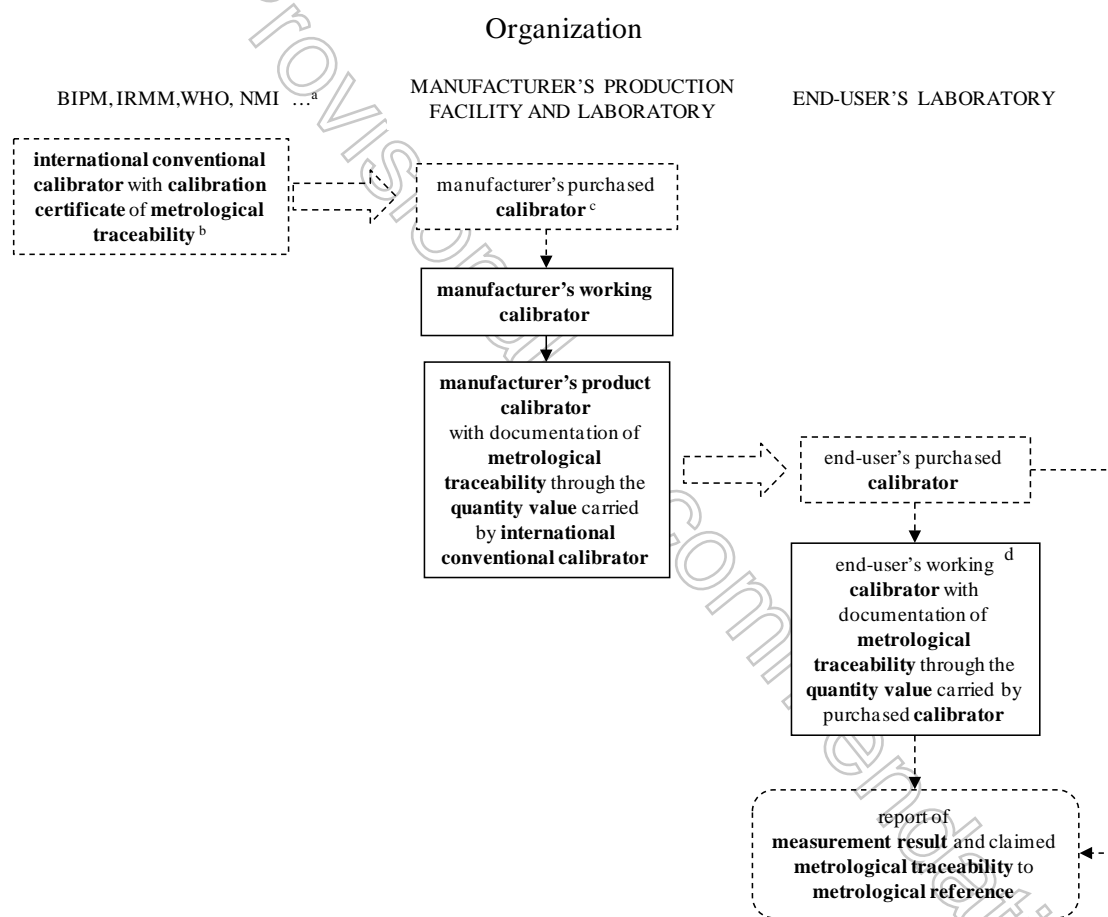 Organization
BIPM, IRMM,WHO, NMI …a
MANUFACTURER'S PRODUCTION
FACILITY AND LABORATORY
END-USER'S LABORATORY
international conventional
calibrator with calibration
certificate of metrological
traceability b
manufacturer's purchased
calibrator c
manufacturer's working
calibrator
manufacturer's product
calibrator
with documentation of
metrological
traceability through the
quantity value carried
by international
conventional calibrator
end-user's purchased
calibrator
end-user's working d
calibrator with
documentation of
metrological
traceability through the
quantity value carried by
purchased calibrator
report of
measurement result and claimed
metrological traceability to
metrological reference